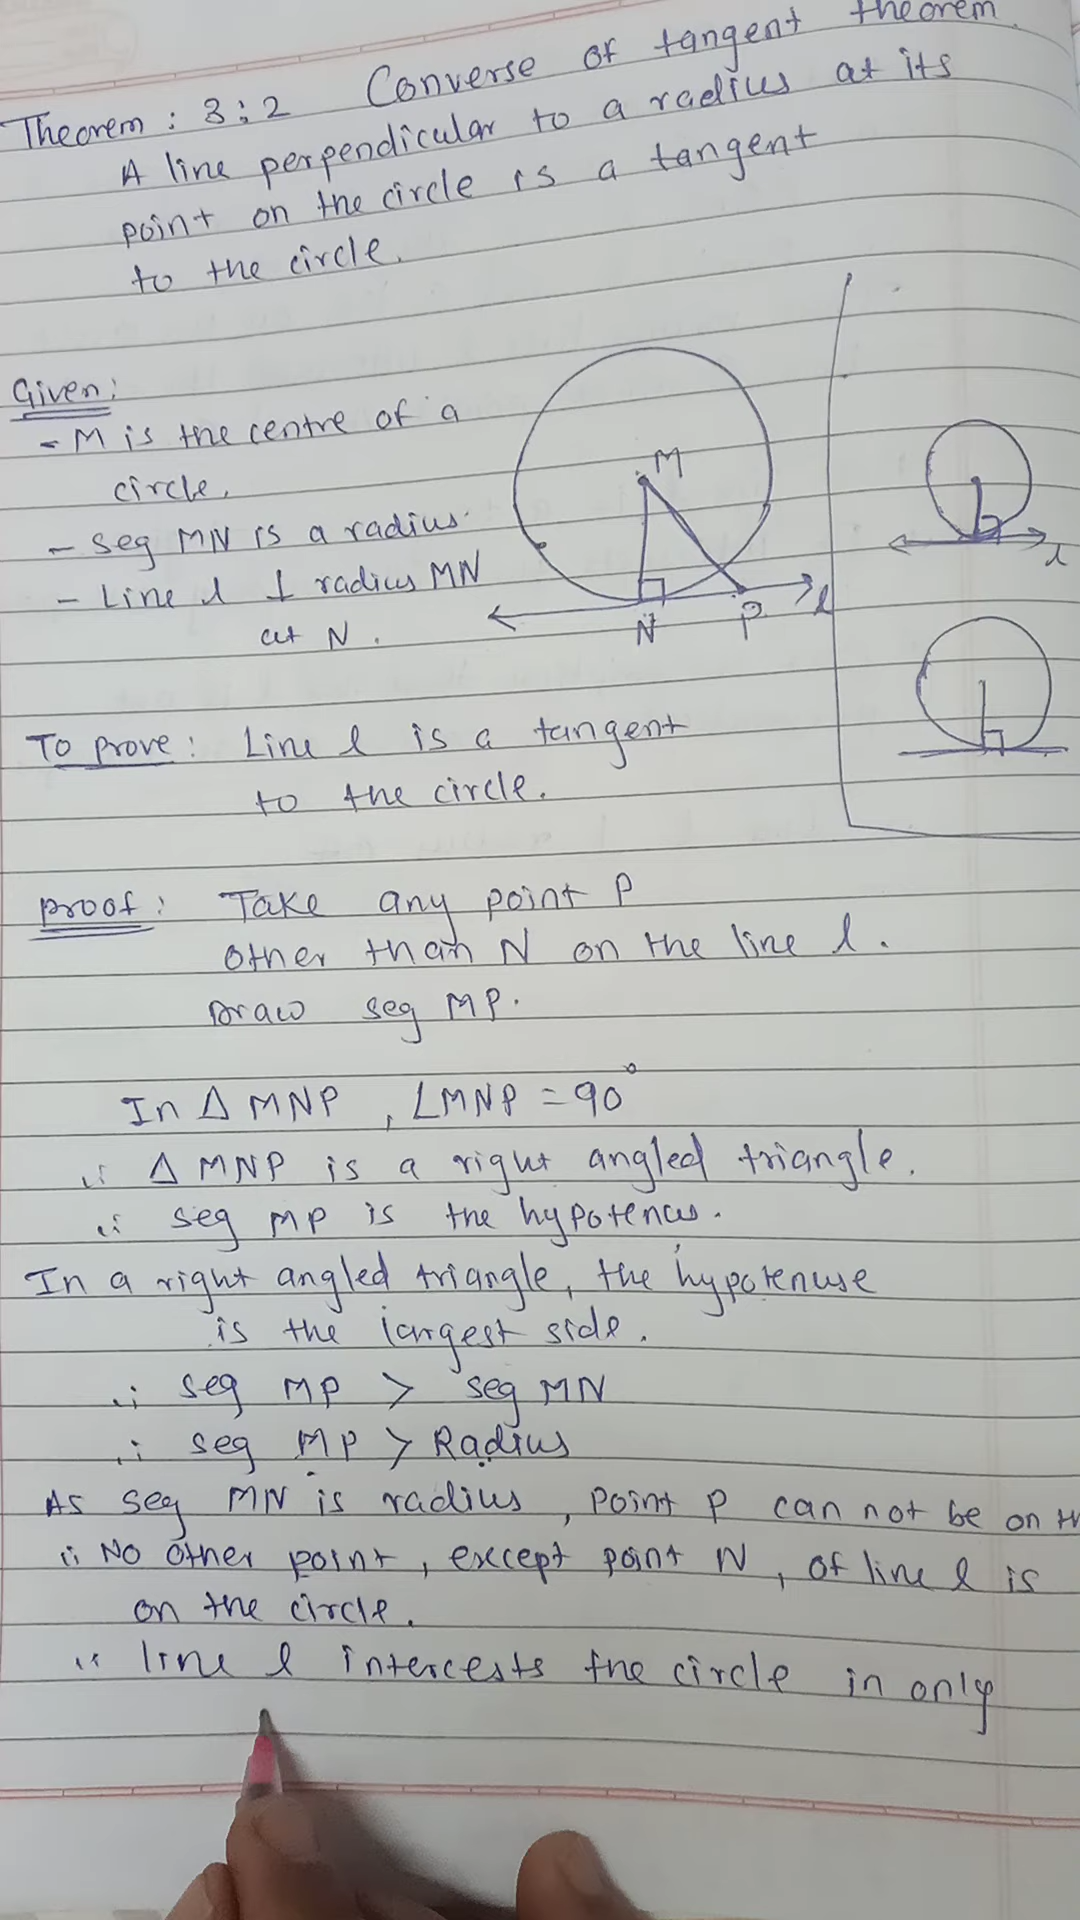 Converse of tangent theorem.
Theorem : 3:2
A line perpendicular to a radius at its
point on the circle is a tangent
to the circle.
Given:
- M is the centre of a
circle.
- seg MN is a radius.
- Line l ⊥ radius MN
at N.
M
N
P
l
l
To prove: Line l is a tangent
to the circle.
Proof: Take any point P
other than N on the line l.
Draw seg MP.
In Δ MNP, ∠MNP = 90°
∴ Δ MNP is a right angled triangle.
∴ seg MP is the hypotenus.
In a right angled triangle, the hypotenuse
is the largest side.
∴ seg MP > seg MN
∴ seg MP > Radius
As seg MN is radius, point P can not be on
∴ No other point, except point N, of line l is
on the circle.
∴ line l intercests the circle in only